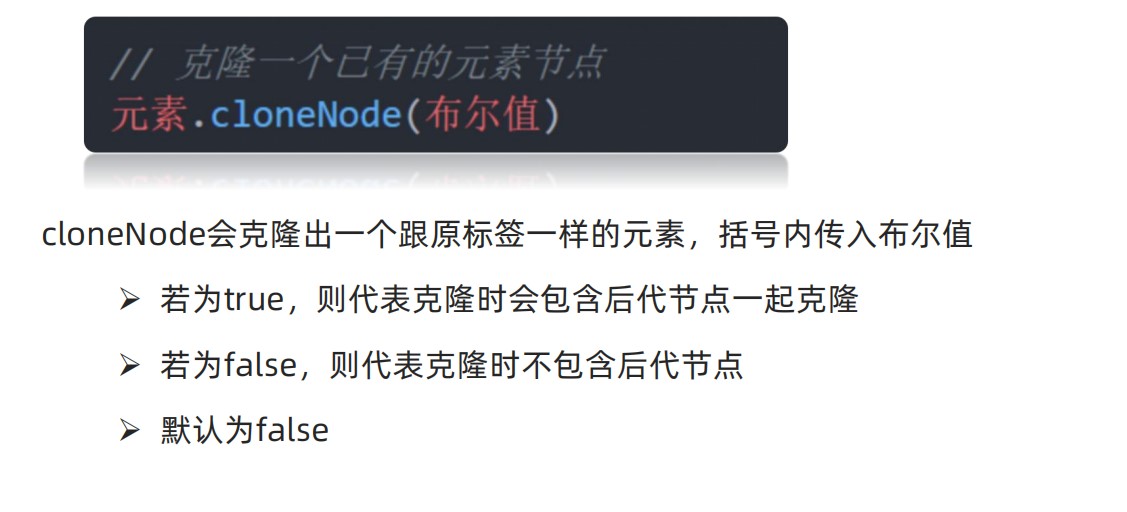 // 克隆一个已有的元素节点
元素.cloneNode(布尔值)
cloneNode会克隆出一个跟原标签一样的元素，括号内传入布尔值
➢ 若为true，则代表克隆时会包含后代节点一起克隆
➢ 若为false，则代表克隆时不包含后代节点
➢ 默认为false